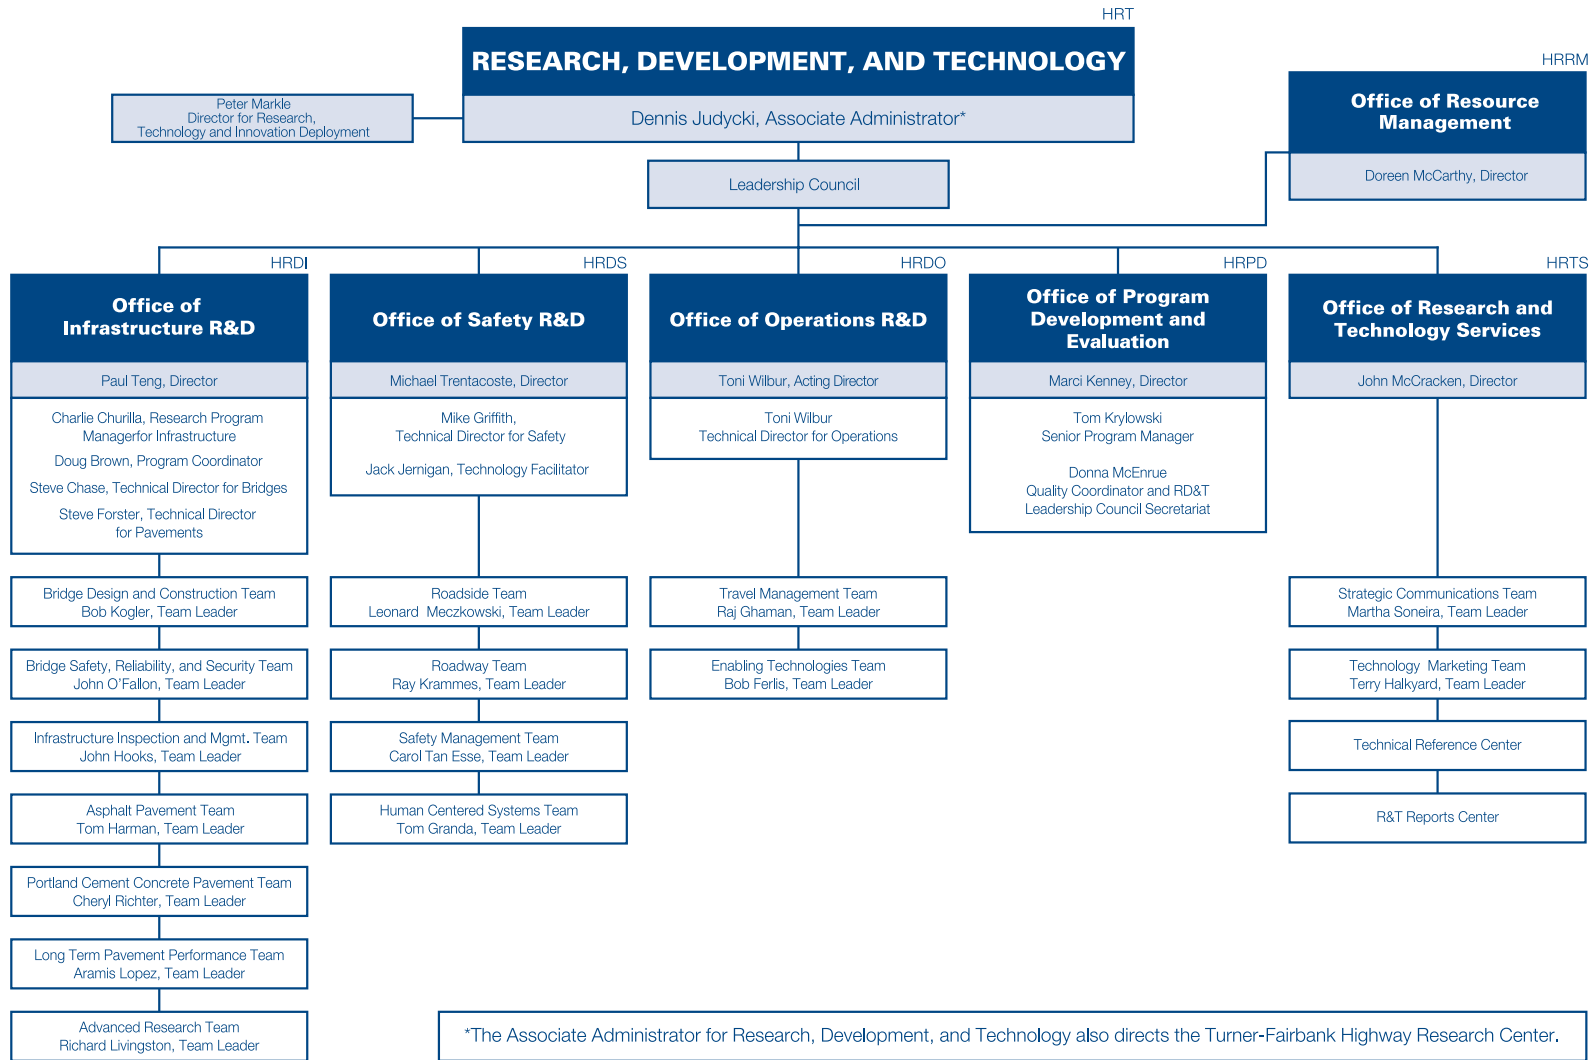 HRT
RESEARCH, DEVELOPMENT, AND TECHNOLOGY
Dennis Judycki, Associate Administrator*
Peter Markle
Director for Research,
Technology and Innovation Deployment
Leadership Council
HRRM
Office of Resource
Management
Doreen McCarthy, Director
HRDI
Office of
Infrastructure R&D
Paul Teng, Director
Charlie Churilla, Research Program
Managerfor Infrastructure
Doug Brown, Program Coordinator
Steve Chase, Technical Director for Bridges
Steve Forster, Technical Director
for Pavements
Bridge Design and Construction Team
Bob Kogler, Team Leader
Bridge Safety, Reliability, and Security Team
John O'Fallon, Team Leader
Infrastructure Inspection and Mgmt. Team
John Hooks, Team Leader
Asphalt Pavement Team
Tom Harman, Team Leader
Portland Cement Concrete Pavement Team
Cheryl Richter, Team Leader
Long Term Pavement Performance Team
Aramis Lopez, Team Leader
Advanced Research Team
Richard Livingston, Team Leader
HRDS
Office of Safety R&D
Michael Trentacoste, Director
Mike Griffith,
Technical Director for Safety
Jack Jernigan, Technology Facilitator
Roadside Team
Leonard Meczkowski, Team Leader
Roadway Team
Ray Krammes, Team Leader
Safety Management Team
Carol Tan Esse, Team Leader
Human Centered Systems Team
Tom Granda, Team Leader
HRDO
Office of Operations R&D
Toni Wilbur, Acting Director
Toni Wilbur
Technical Director for Operations
Travel Management Team
Raj Ghaman, Team Leader
Enabling Technologies Team
Bob Ferlis, Team Leader
HRPD
Office of Program
Development and
Evaluation
Marci Kenney, Director
Tom Krylowski
Senior Program Manager
Donna McEnrue
Quality Coordinator and RD&T
Leadership Council Secretariat
HRTS
Office of Research and
Technology Services
John McCracken, Director
Strategic Communications Team
Martha Soneira, Team Leader
Technology Marketing Team
Terry Halkyard, Team Leader
Technical Reference Center
R&T Reports Center
*The Associate Administrator for Research, Development, and Technology also directs the Turner-Fairbank Highway Research Center.